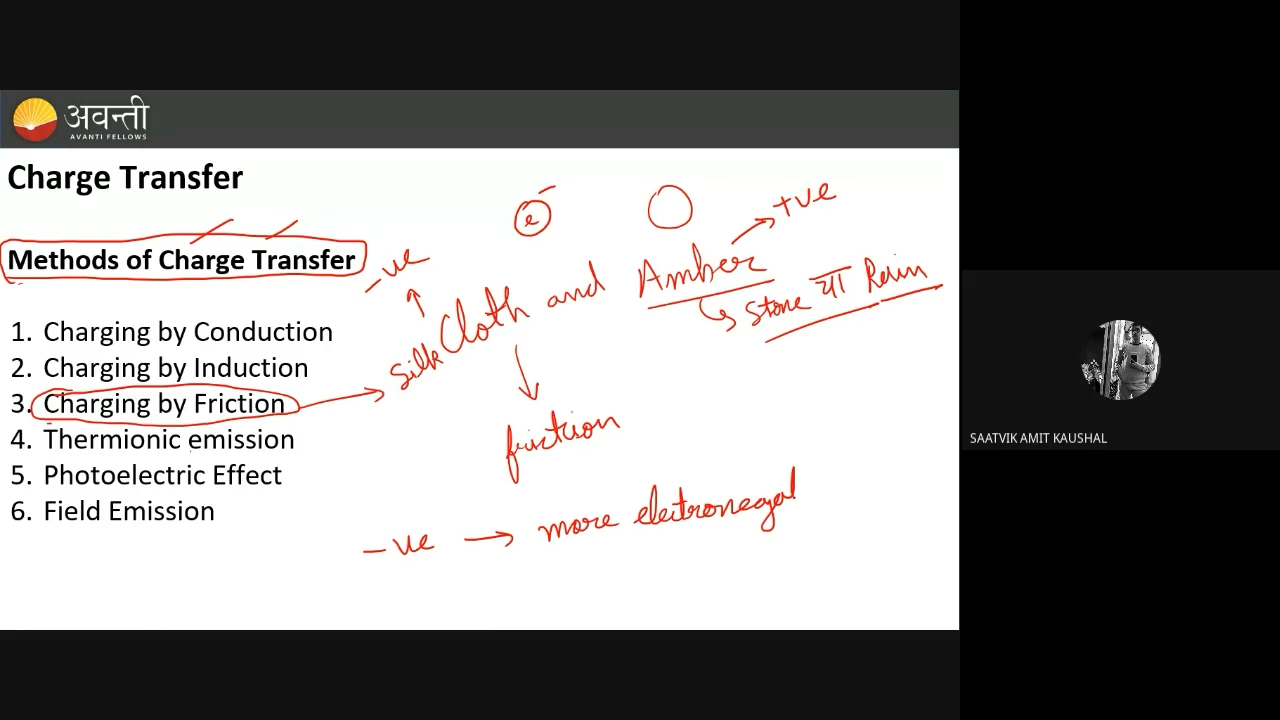 अवन्ती
AVANTI FELLOWS
Charge Transfer
Methods of Charge Transfer
1. Charging by Conduction
2. Charging by Induction
3. Charging by Friction
4. Thermionic emission
5. Photoelectric Effect
6. Field Emission
e -
+ve
-ve
Silk Cloth and Amber
Stone या
friction
-ve → more
SAATVIK AMIT KAUSHAL